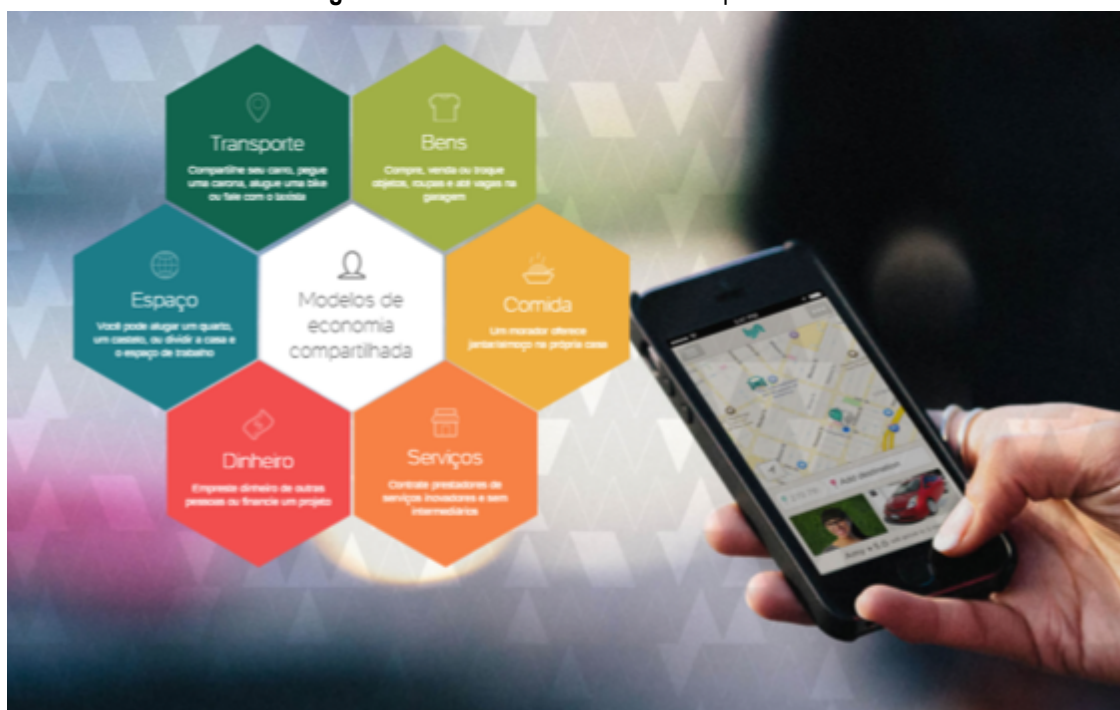 Transporte
Compartilhe seu carro, pegue
uma carona, alugue uma bike
ou fale com o taxista
Bens
Compre, venda ou troque
objetos, roupas e até vagas na
garagem
Espaço
Você pode alugar um quarto,
um castelo, ou dividir a casa e
o espaço de trabalho
Modelos de
economia
compartilhada
Comida
Um morador oferece
jantar/almoço na própria casa
Dinheiro
Empreste dinheiro de outras
pessoas ou financie um projeto
Serviços
Contrate prestadores de
serviços inovadores e sem
intermediários
lyft
Add destination